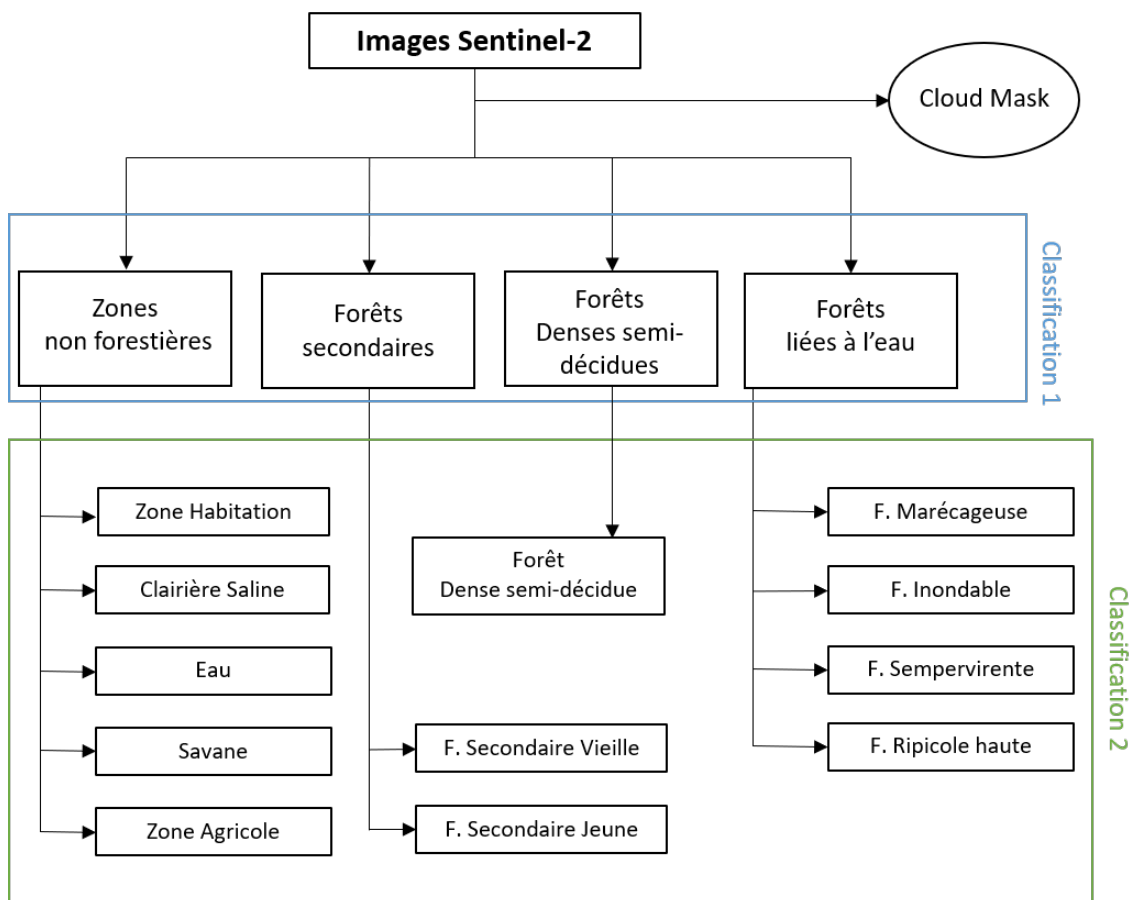 Images Sentinel-2
Cloud Mask
Classification 1
Zones
non forestières
Forêts
secondaires
Forêts
Denses semi-
décidues
Forêts
liées à l’eau
Classification 2
Zone Habitation
Clairière Saline
Eau
Savane
Zone Agricole
F. Secondaire Vieille
F. Secondaire Jeune
Forêt
Dense semi-décidue
F. Marécageuse
F. Inondable
F. Sempervirente
F. Ripicole haute